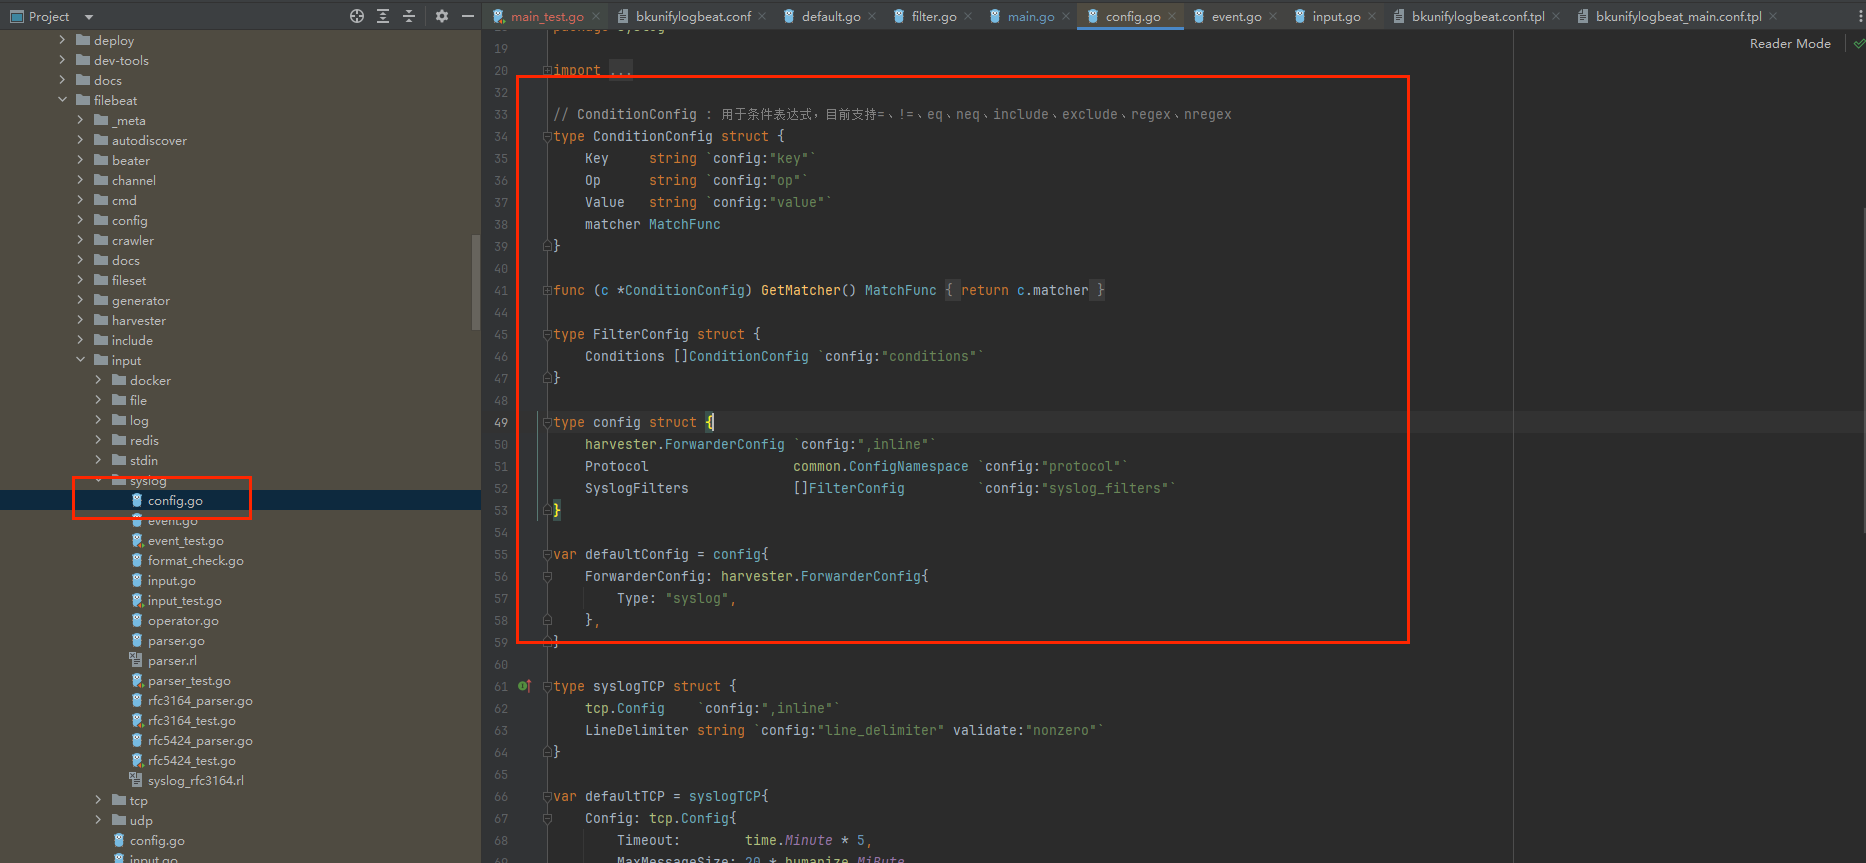 Project
main_test.go
bkunifylogbeat.conf
default.go
filter.go
main.go
config.go
event.go
input.go
bkunifylogbeat.conf.tpl
bkunifylogbeat_main.conf.tpl
Reader Mode
deploy
dev-tools
docs
filebeat
_meta
autodiscover
beater
channel
cmd
config
crawler
docs
fileset
generator
harvester
include
input
docker
file
log
redis
stdin
syslog
config.go
event.go
event_test.go
format_check.go
input.go
input_test.go
operator.go
parser.go
parser.rl
parser_test.go
rfc3164_parser.go
rfc3164_test.go
rfc5424_parser.go
rfc5424_test.go
syslog_rfc3164.rl
tcp
udp
config.go
input.go
package syslog
19
20 import ...
32
33 // ConditionConfig : 用于条件表达式，目前支持=、!=、eq、neq、include、exclude、regex、nregex
34 type ConditionConfig struct {
35 Key string `config:"key"`
36 Op string `config:"op"`
37 Value string `config:"value"`
38 matcher MatchFunc
39 }
40
41 func (c *ConditionConfig) GetMatcher() MatchFunc { return c.matcher }
44
45 type FilterConfig struct {
46 Conditions []ConditionConfig `config:"conditions"`
47 }
48
49 type config struct {
50 harvester.ForwarderConfig `config:",inline"`
51 Protocol common.ConfigNamespace `config:"protocol"`
52 SyslogFilters []FilterConfig `config:"syslog_filters"`
53 }
54
55 var defaultConfig = config{
56 ForwarderConfig: harvester.ForwarderConfig{
57 Type: "syslog",
58 },
59 }
60
61 type syslogTCP struct {
62 tcp.Config `config:",inline"`
63 LineDelimiter string `config:"line_delimiter" validate:"nonzero"`
64 }
65
66 var defaultTCP = syslogTCP{
67 Config: tcp.Config{
68 Timeout: time.Minute * 5,
69 MaxMessageSize: 20 * humanize.MiByte,